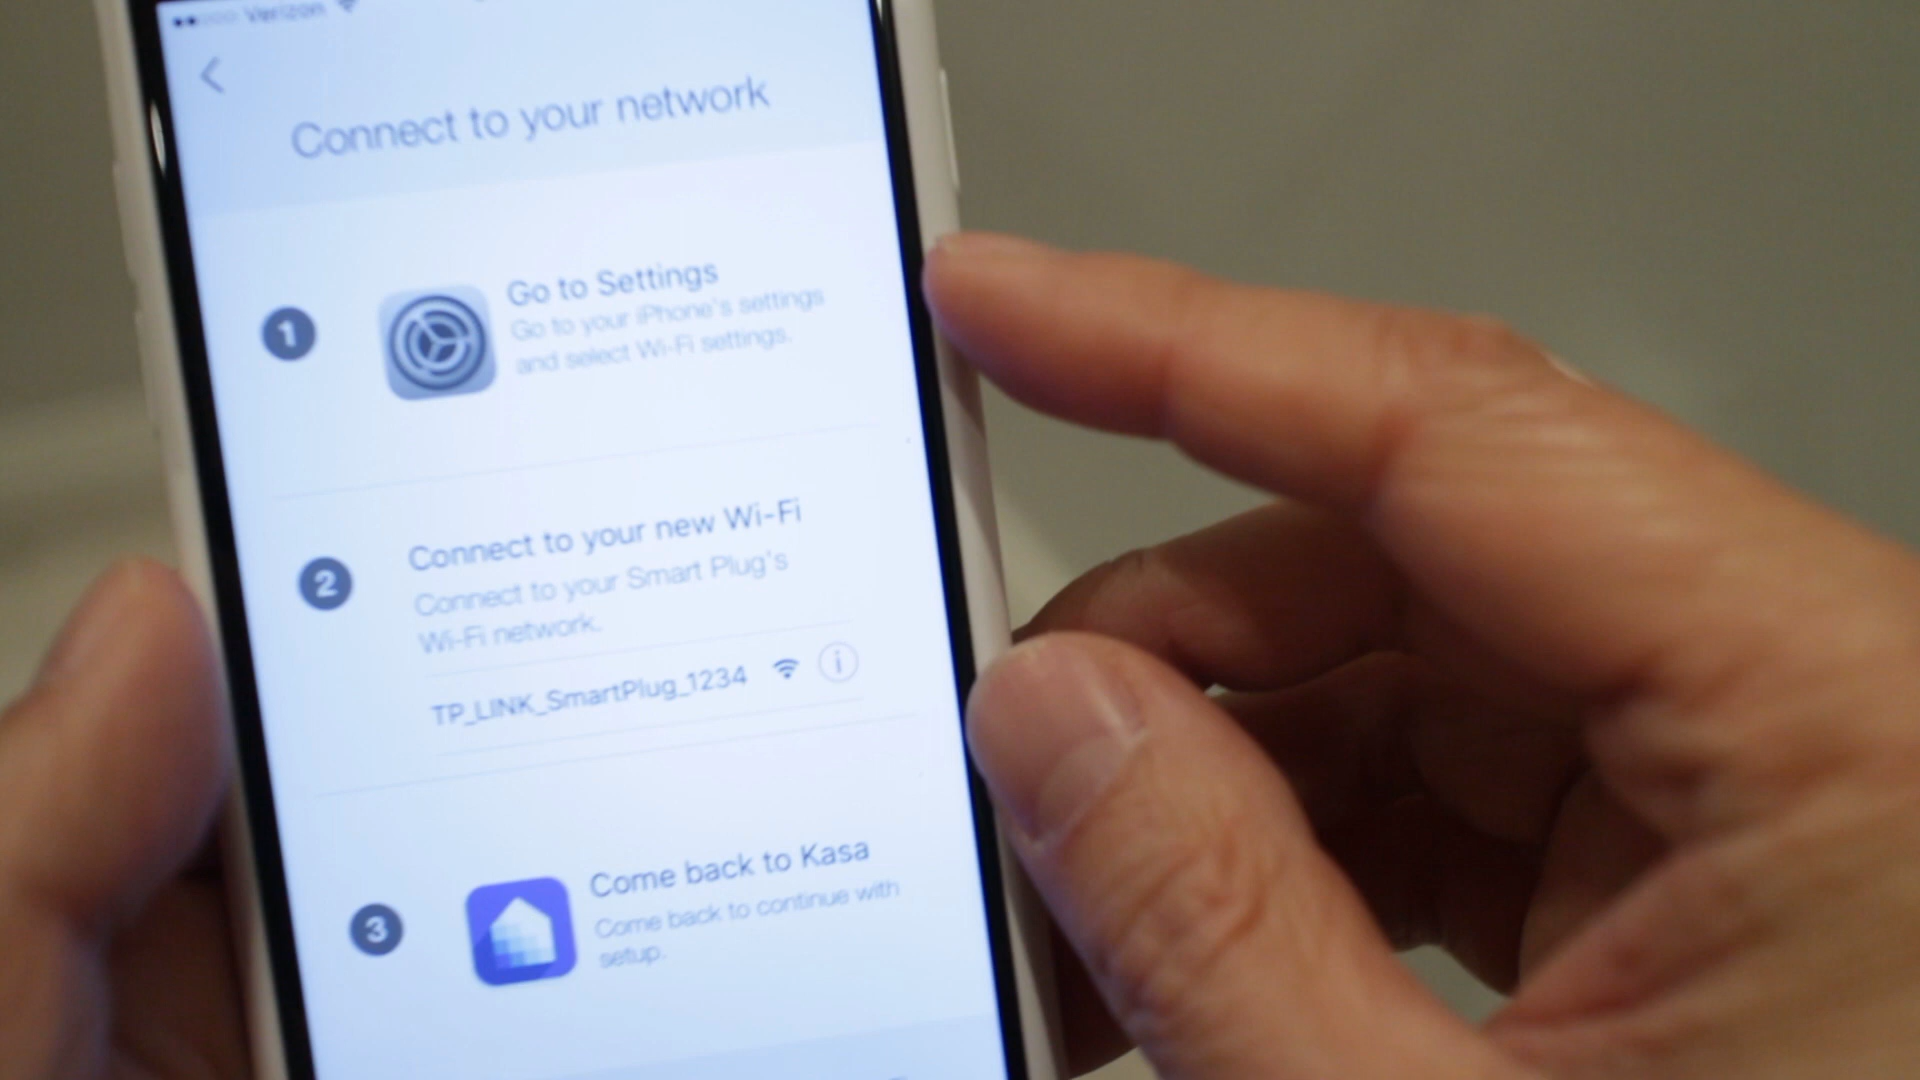 Verizon
Connect to your network
1
Go to Settings
Go to your iPhone's settings
and select Wi-Fi settings.
2
Connect to your new Wi-Fi
Connect to your Smart Plug's
Wi-Fi network.
TP_LINK_SmartPlug_1234
3
Come back to Kasa
Come back to continue with
setup.